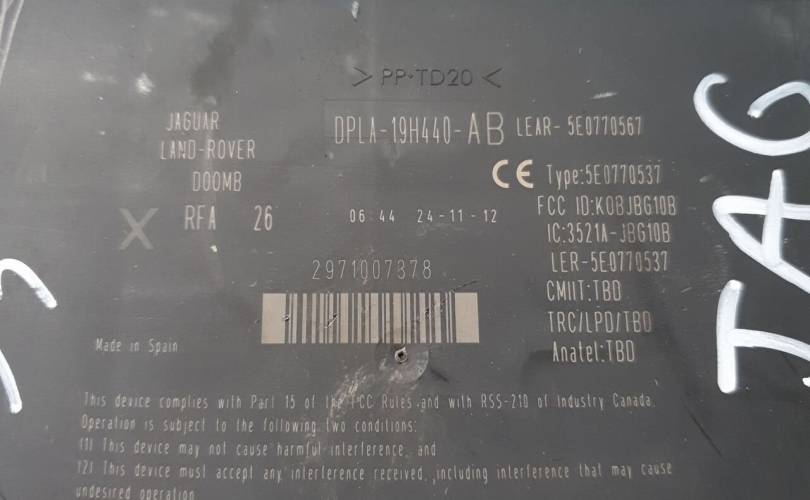 > PP-TD20 <
JAGUAR
LAND-ROVER
D00MB
DPLA-19H440-AB LEAR- 5E0770567
CE Type:5E0770537
X RFA 26
06:44 24-11-12
FCC ID:KOBJBG10B
IC:3521A-JBG10B
LER-5E0770537
CMIIT:TBD
TRC/LPD/TBD
Anatel:TBD
2971007378
Made in Spain
This device complies with Part 15 of the FCC Rules and with RSS-210 of Industry Canada.
Operation is subject to the following two conditions:
(1) This device may not cause harmful interference, and
(2) This device must accept any interference received, including interference that may cause
undesired operation
JAG